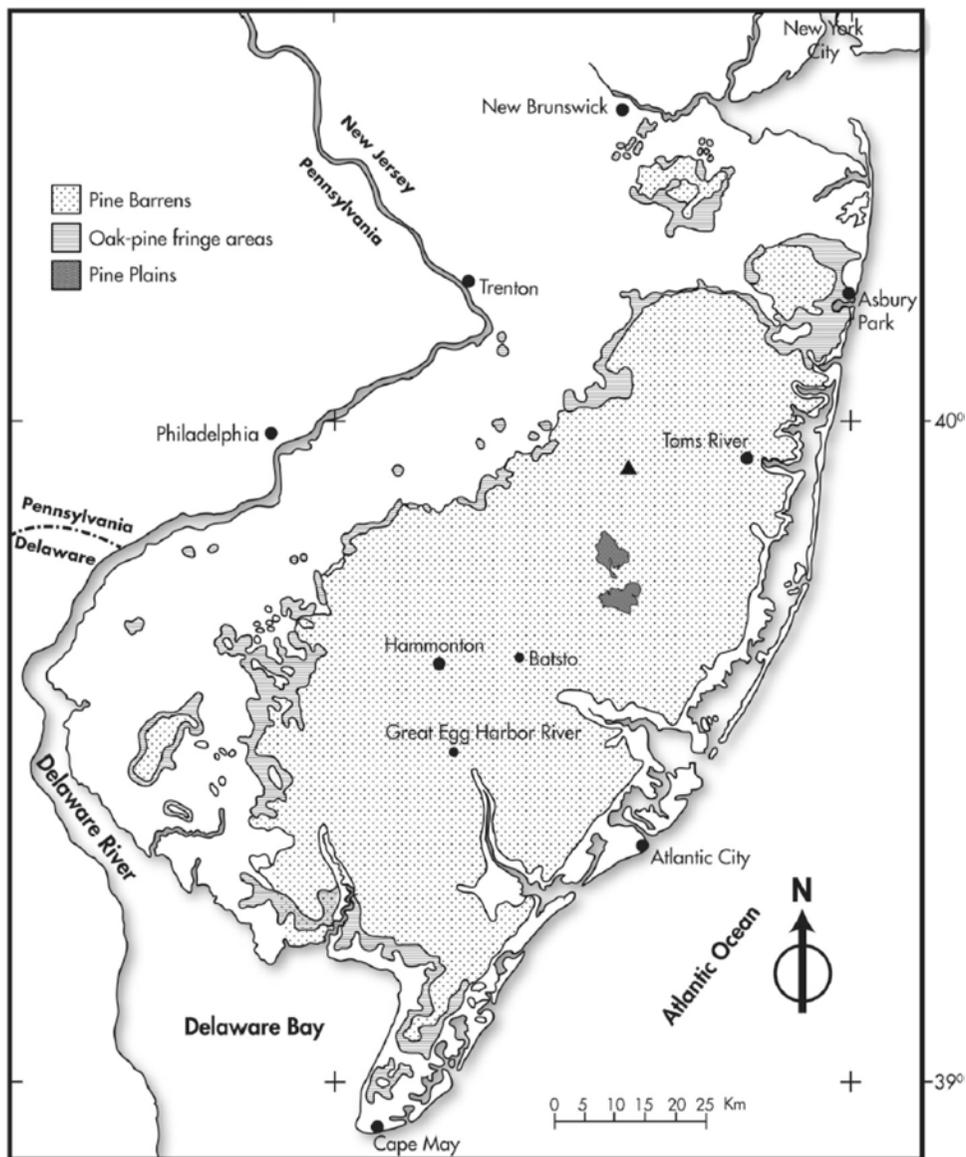 New York
City
New Brunswick
New Jersey
Pennsylvania
Pine Barrens
Oak-pine fringe areas
Pine Plains
Trenton
Asbury
Park
Philadelphia
40⁰
Toms River
Pennsylvania
Delaware
Hammonton
Batsto
Great Egg Harbor River
Delaware River
Atlantic City
N
Atlantic Ocean
Delaware Bay
39⁰
0 5 10 15 20 25 Km
Cape May